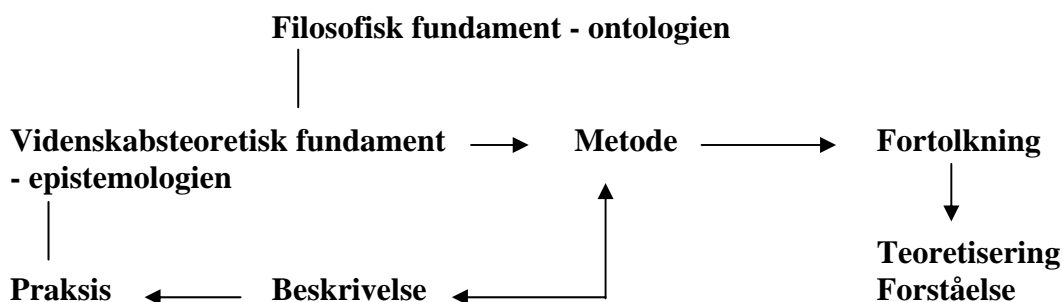 Filosofisk fundament - ontologien
Videnskabsteoretisk fundament
- epistemologien
Metode
Fortolkning
Teoretisering
Forståelse
Praksis
Beskrivelse